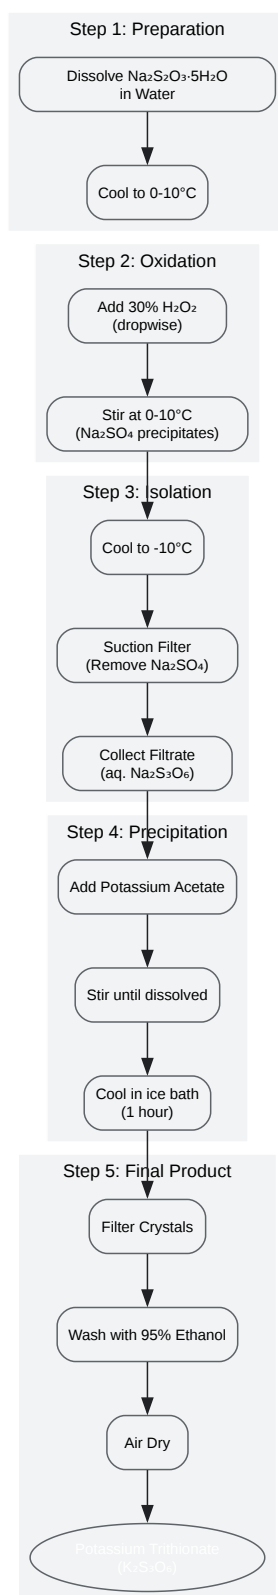 Step 1: Preparation
Dissolve Na₂S₂O₃·5H₂O
in Water
Cool to 0-10°C
Step 2: Oxidation
Add 30% H₂O₂
(dropwise)
Stir at 0-10°C
(Na₂SO₄ precipitates)
Step 3: Isolation
Cool to -10°C
Suction Filter
(Remove Na₂SO₄)
Collect Filtrate
(aq. Na₂S₃O₆)
Step 4: Precipitation
Add Potassium Acetate
Stir until dissolved
Cool in ice bath
(1 hour)
Step 5: Final Product
Filter Crystals
Wash with 95% Ethanol
Air Dry
Potassium Trithionate
(K₂S₃O₆)